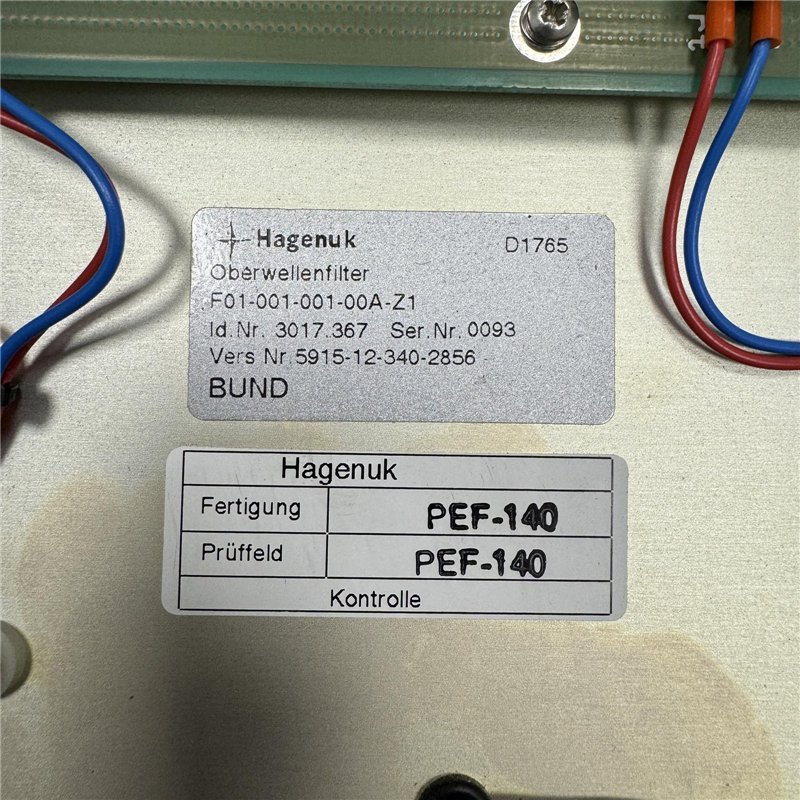 Hagenuk D1765
Oberwellenfilter
F01-001-001-00A-Z1
Id.Nr. 3017.367 Ser.Nr. 0093
Vers Nr 5915-12-340-2856
BUND
Hagenuk
Fertigung PEF-140
Prüffeld PEF-140
Kontrolle